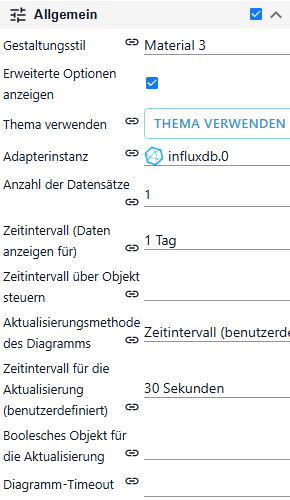 Allgemein
Gestaltungsstil
Material 3
Erweiterte Optionen
anzeigen
Thema verwenden
THEMA VERWENDEN
Adapterinstanz
influxdb.0
Anzahl der Datensätze
1
Zeitintervall (Daten
anzeigen für)
1 Tag
Zeitintervall über Objekt
steuern
Aktualisierungsmethode
des Diagramms
Zeitintervall (benutzerde
Zeitintervall für die
Aktualisierung
(benutzerdefiniert)
30 Sekunden
Boolesches Objekt für
die Aktualisierung
Diagramm-Timeout